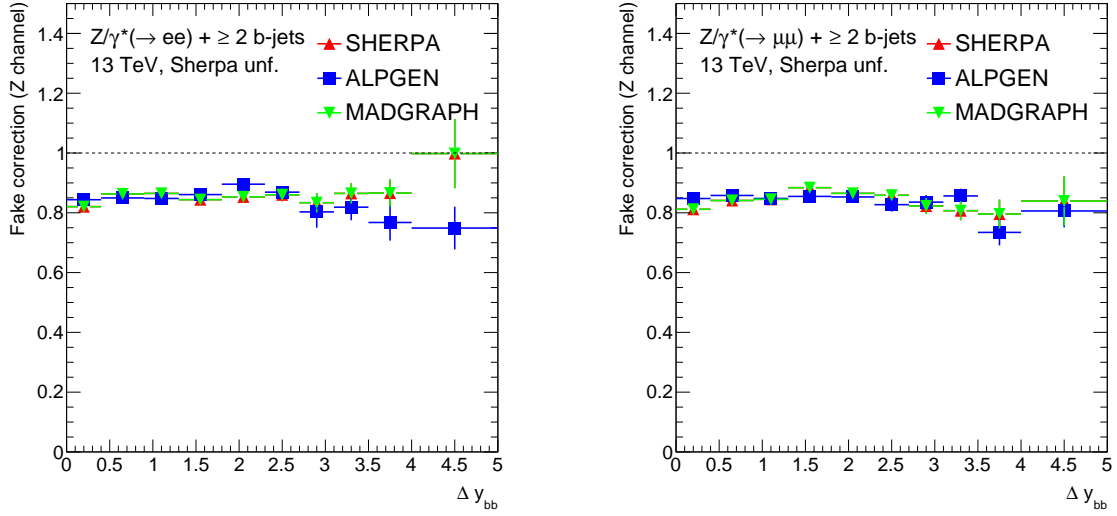 Fake correction (Z channel)
1.4
1.2
1
0.8
0.6
0.4
0.2
0
Z/γ*(→ ee) + ≥ 2 b-jets
13 TeV, Sherpa unf.
SHERPA
ALPGEN
MADGRAPH
0 0.5 1 1.5 2 2.5 3 3.5 4 4.5 5
Δ y_bb
Fake correction (Z channel)
1.4
1.2
1
0.8
0.6
0.4
0.2
0
Z/γ*(→ μμ) + ≥ 2 b-jets
13 TeV, Sherpa unf.
SHERPA
ALPGEN
MADGRAPH
0 0.5 1 1.5 2 2.5 3 3.5 4 4.5 5
Δ y_bb